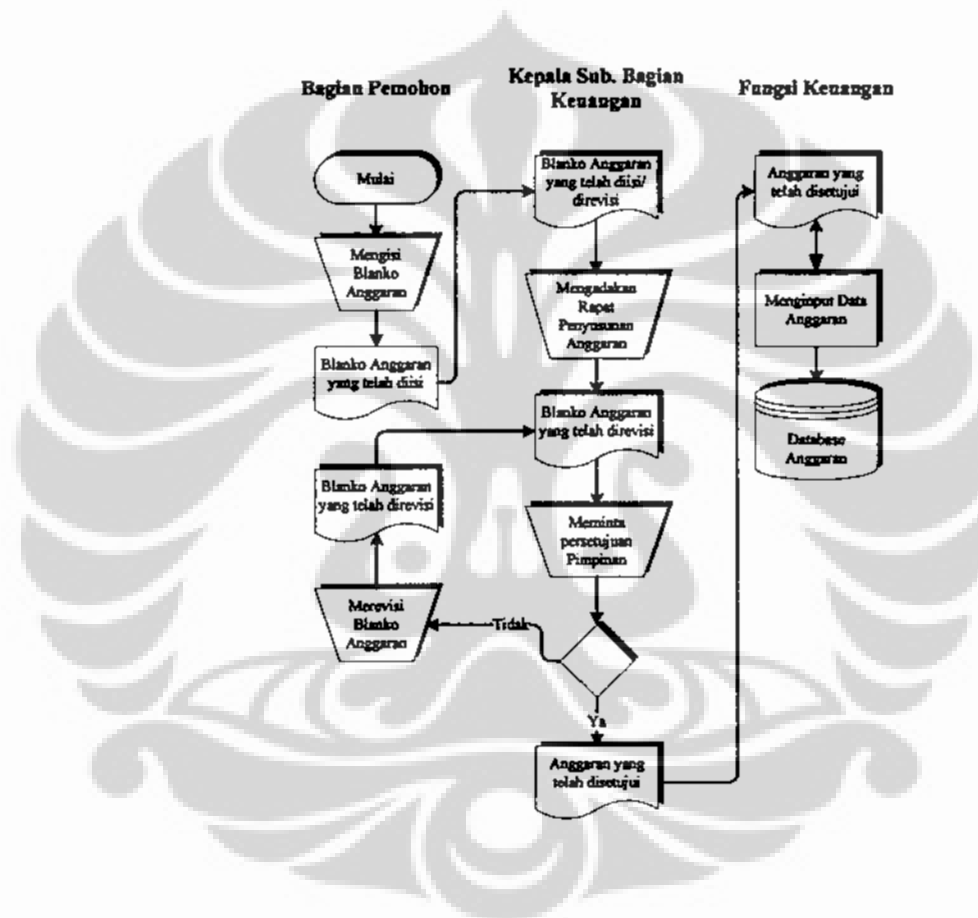 Bagian Pemohon
Kepala Sub. Bagian
Keuangan
Fungsi Keuangan
Mulai
Mengisi
Blanko
Anggaran
Blanko Anggaran
yang telah diisi
Blanko Anggaran
yang telah direvisi
Merevisi
Blanko
Anggaran
Blanko Anggaran
yang telah diisi/
direvisi
Mengadakan
Rapat
Penyusunan
Anggaran
Blanko Anggaran
yang telah direvisi
Meminta
persetujuan
Pimpinan
Tidak
Ya
Anggaran yang
telah disetujui
Anggaran yang
telah disetujui
Menginput Data
Anggaran
Database
Anggaran